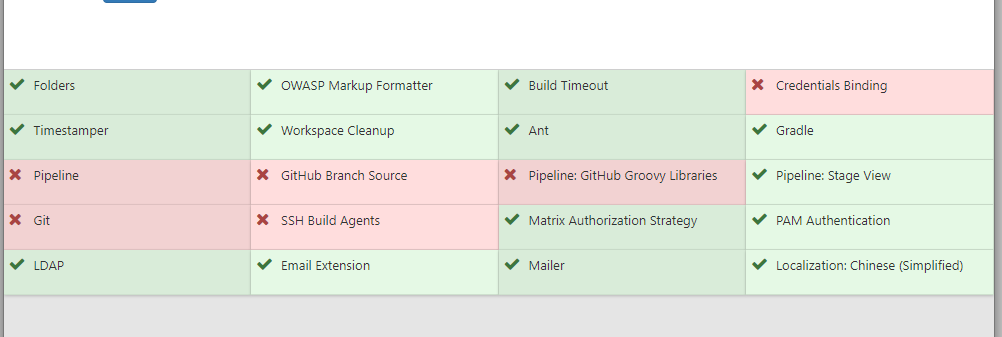 Folders
OWASP Markup Formatter
Build Timeout
Credentials Binding
Timestamper
Workspace Cleanup
Ant
Gradle
Pipeline
GitHub Branch Source
Pipeline: GitHub Groovy Libraries
Pipeline: Stage View
Git
SSH Build Agents
Matrix Authorization Strategy
PAM Authentication
LDAP
Email Extension
Mailer
Localization: Chinese (Simplified)